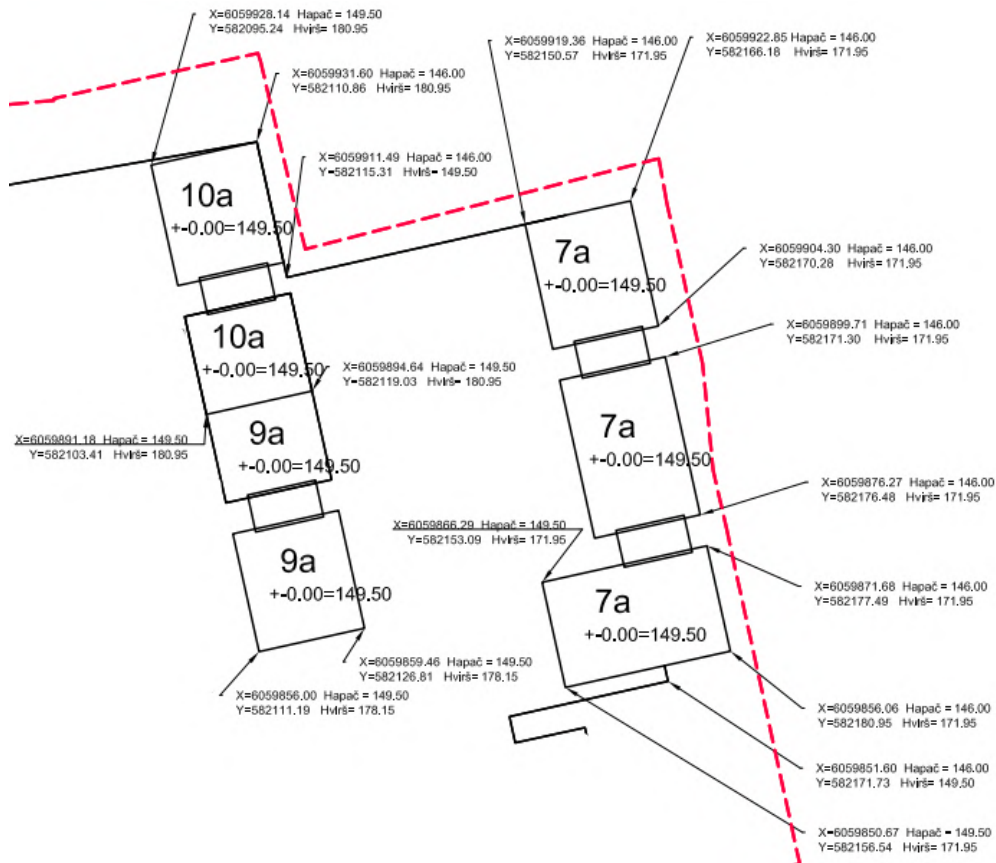 X=6059928.14 Hapač = 149.50
Y=582095.24 Hvirš= 180.95
X=6059931.60 Hapač = 146.00
Y=582110.86 Hvirš= 180.95
X=6059911.49 Hapač = 146.00
Y=582115.31 Hvirš= 149.50
X=6059919.36 Hapač = 146.00
Y=582150.57 Hvirš= 171.95
X=6059922.85 Hapač = 146.00
Y=582166.18 Hvirš= 171.95
10a
+-0.00=149.50
7a
+-0.00=149.50
X=6059904.30 Hapač = 146.00
Y=582170.28 Hvirš= 171.95
10a
+-0.00=149.50
X=6059899.71 Hapač = 146.00
Y=582171.30 Hvirš= 171.95
X=6059894.64 Hapač = 149.50
Y=582119.03 Hvirš= 180.95
X=6059891.18 Hapač = 149.50
Y=582103.41 Hvirš= 180.95
9a
+-0.00=149.50
7a
+-0.00=149.50
X=6059876.27 Hapač = 146.00
Y=582176.48 Hvirš= 171.95
X=6059866.29 Hapač = 149.50
Y=582153.09 Hvirš= 171.95
9a
+-0.00=149.50
7a
+-0.00=149.50
X=6059871.68 Hapač = 146.00
Y=582177.49 Hvirš= 171.95
X=6059859.46 Hapač = 149.50
Y=582126.81 Hvirš= 178.15
X=6059856.00 Hapač = 149.50
Y=582111.19 Hvirš= 178.15
X=6059856.06 Hapač = 146.00
Y=582180.95 Hvirš= 171.95
X=6059851.60 Hapač = 146.00
Y=582171.73 Hvirš= 149.50
X=6059850.67 Hapač = 149.50
Y=582156.54 Hvirš= 171.95